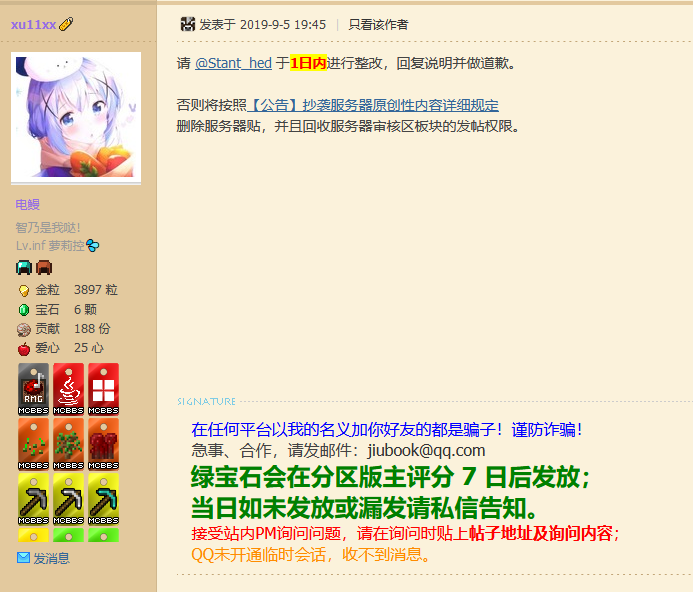 xu11xx
发表于 2019-9-5 19:45 | 只看该作者
请 @Stant_hed 于1日内进行整改，回复说明并做道歉。
否则将按照【公告】抄袭服务器原创性内容详细规定
删除服务器贴，并且回收服务器审核区板块的发帖权限。
电鳗
智乃是我哒!
Lv.inf 萝莉控
金粒 3897 粒
宝石 6 颗
贡献 188 份
爱心 25 心
RMG
MCBBS MCBBS MCBBS
MCBBS MCBBS MCBBS
MCBBS MCBBS MCBBS
发消息
SIGNATURE
在任何平台以我的名义加你好友的都是骗子！谨防诈骗！
急事、合作，请发邮件：jiubook@qq.com
绿宝石会在分区版主评分 7 日后发放；
当日如未发放或漏发请私信告知。
接受站内PM询问问题，请在询问时贴上帖子地址及询问内容；
QQ未开通临时会话，收不到消息。